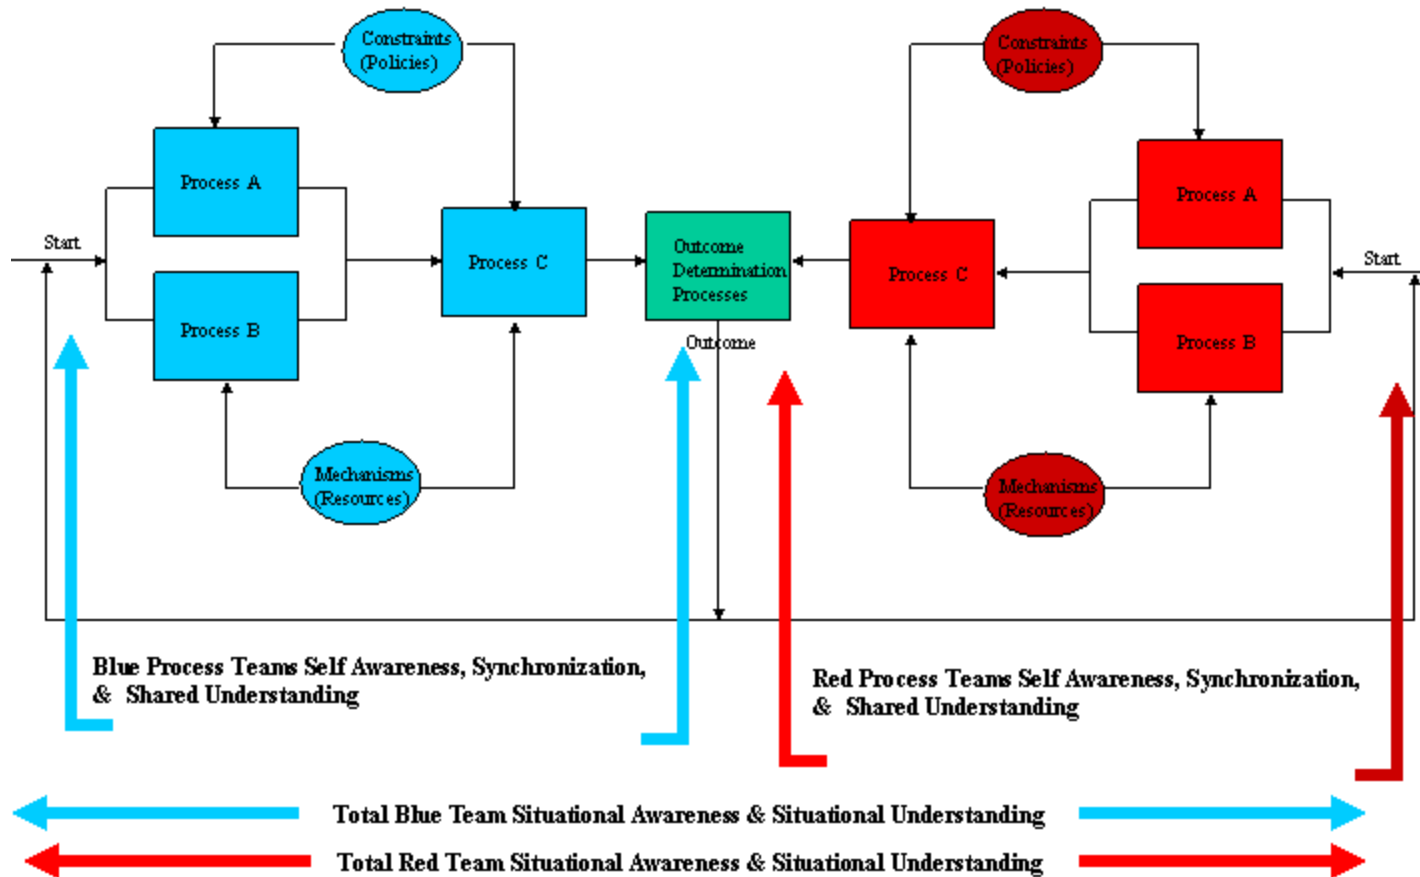 Constraints
(Policies)
Constraints
(Policies)
Process A
Process A
Start
Process C
Outcome
Determination
Processes
Process C
Start
Process B
Outcome
Process B
Mechanisms
(Resources)
Mechanisms
(Resources)
Blue Process Teams Self Awareness, Synchronization,
& Shared Understanding
Red Process Teams Self Awareness, Synchronization,
& Shared Understanding
Total Blue Team Situational Awareness & Situational Understanding
Total Red Team Situational Awareness & Situational Understanding